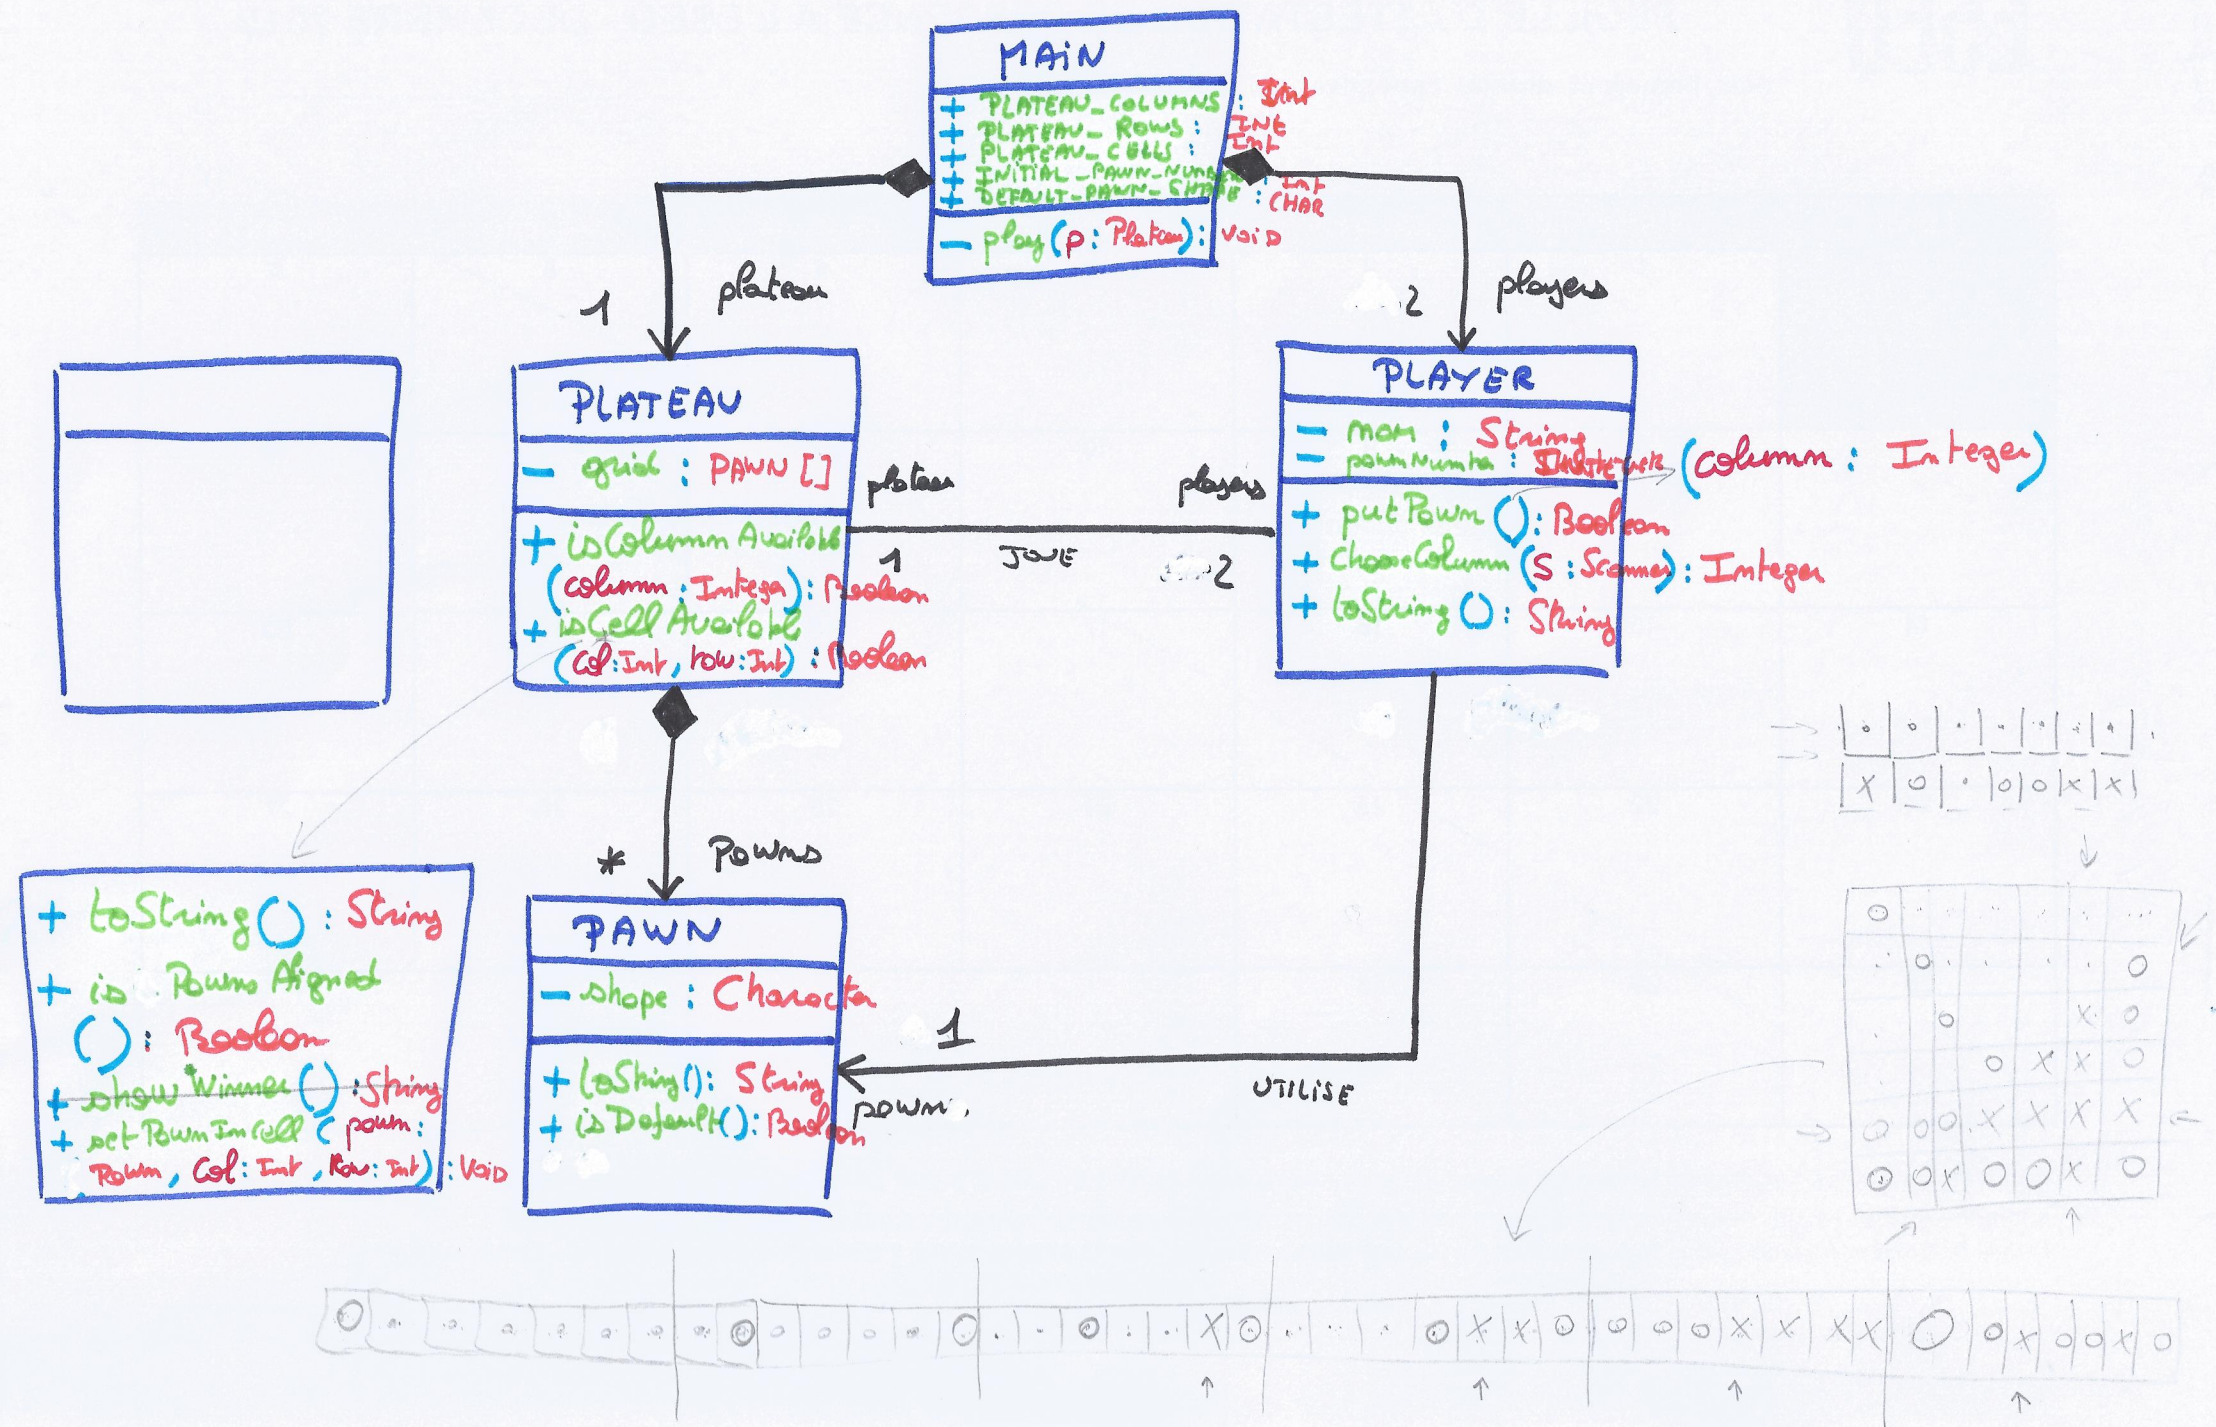 MAiN
+ PLATEAU_COLUMNS : Int
+ PLATEAU_ROWS : INt
+ PLATEAU_CELLS : Int
+ INITIAL_PAWN_NUMBER : Int
+ DEFAULT_PAWN_SHAPE : CHAR
- play(p : Plateau) : VOID
1 plateau
2 players
PLATEAU
- grid : PAWN []
+ isColumnAvailable
(column : Integer) : Boolean
+ isCellAvailable
(col : Int, row : Int) : Boolean
plateau players
1 JOUE 2
PLAYER
- nom : String
- pawnNumber :
(column : Integer)
+ putPawn () : Boolean
+ chooseColumn (S : Scanner) : Integer
+ toString () : String
* Pawns
+ toString () : String
+ is Pawns Aligned
() : Boolean
+ show Winner () : String
+ setPawnInCell (pawn :
Pawn, Col : Int, Row : Int) : VOID
PAWN
- shape : Character
+ toString() : String
+ isDefault() : Boolean
1
pawn
UTILISE
X O . O O X X